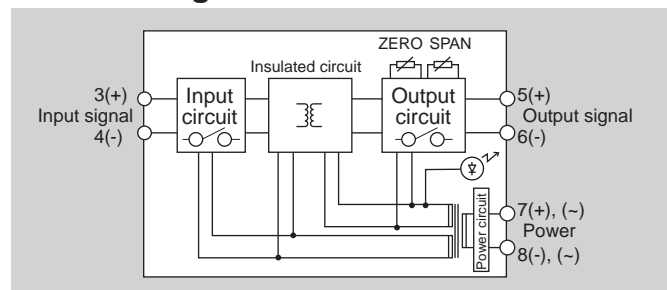 ZERO SPAN
Insulated circuit
3(+)
Input signal
4(-)
Input
circuit
Output
circuit
5(+)
Output signal
6(-)
Power circuit
7(+), (~)
Power
8(-), (~)